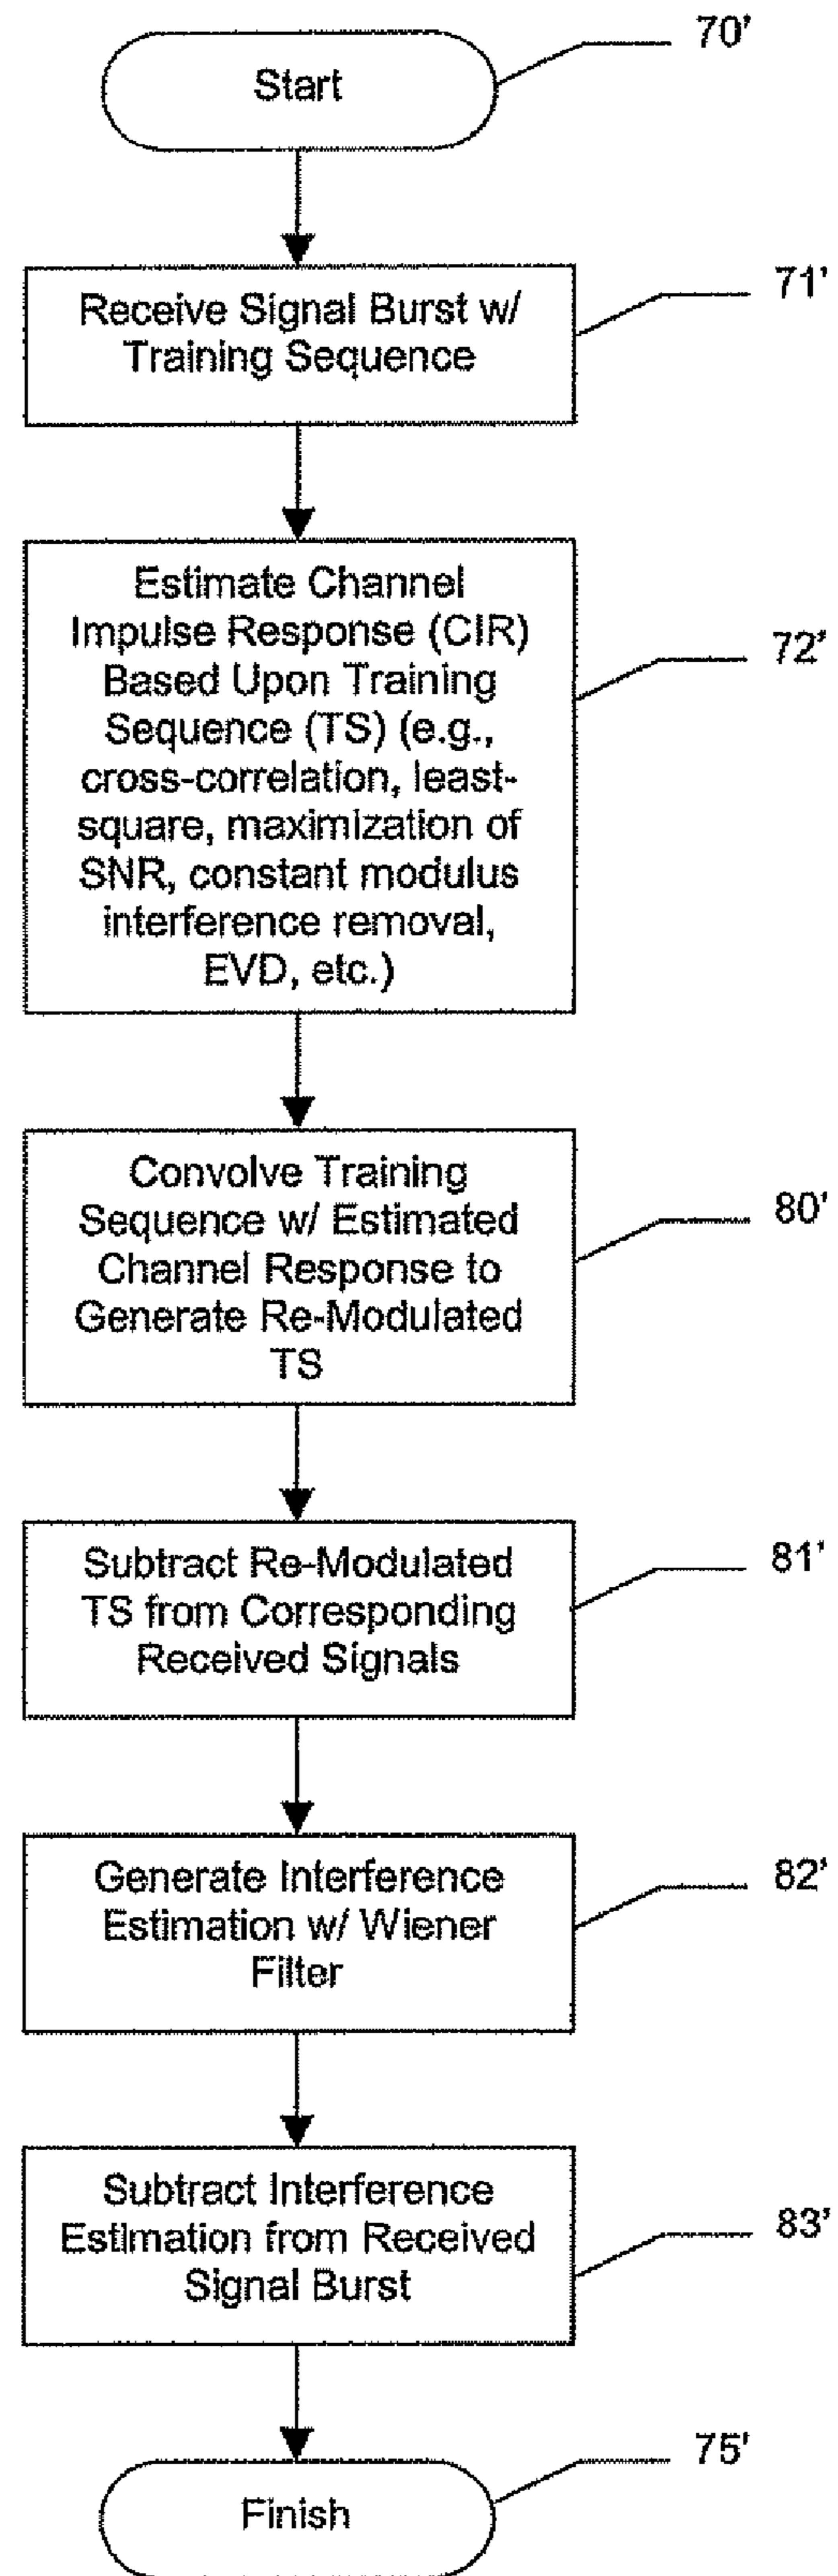 70'
Start
71'
Receive Signal Burst w/
Training Sequence
72'
Estimate Channel
Impulse Response (CIR)
Based Upon Training
Sequence (TS) (e.g.,
cross-correlation, least-
square, maximization of
SNR, constant modulus
interference removal,
EVD, etc.)
80'
Convolve Training
Sequence w/ Estimated
Channel Response to
Generate Re-Modulated
TS
81'
Subtract Re-Modulated
TS from Corresponding
Received Signals
82'
Generate Interference
Estimation w/ Wiener
Filter
83'
Subtract Interference
Estimation from Received
Signal Burst
75'
Finish